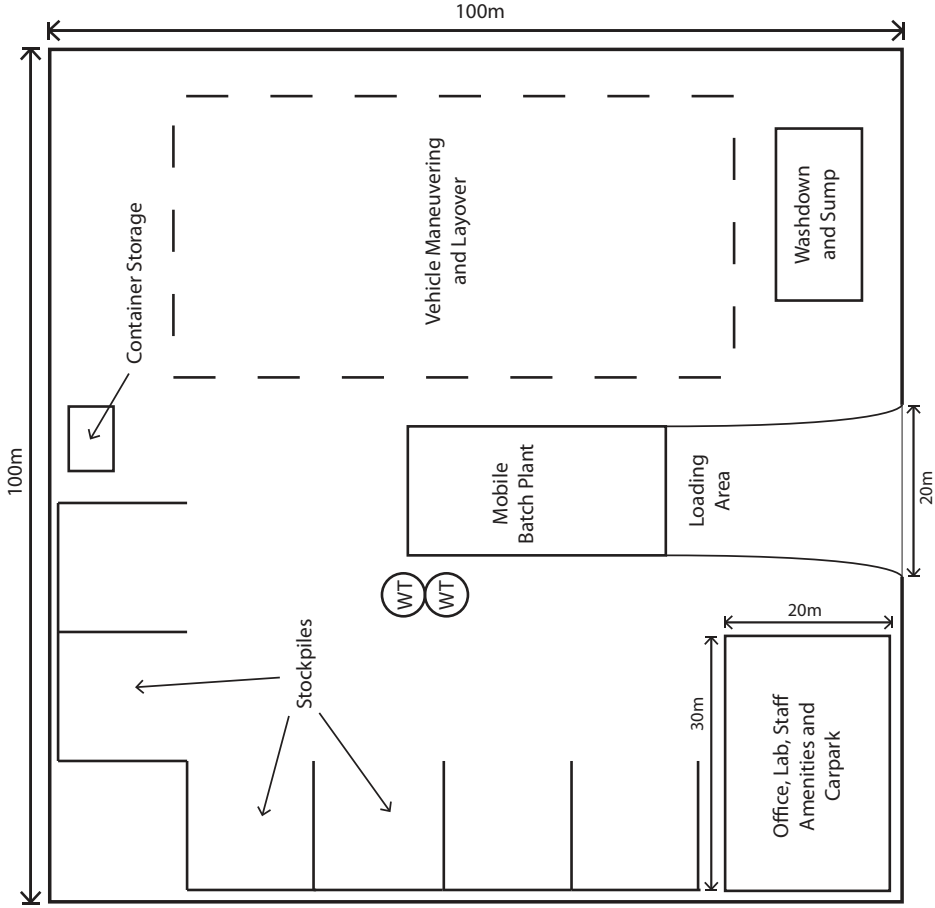 100m
100m
Container Storage
Vehicle Maneuvering
and Layover
Washdown
and Sump
Mobile
Batch Plant
Loading
Area
20m
WT
WT
Stockpiles
20m
30m
Office, Lab, Staff
Amenities and
Carpark